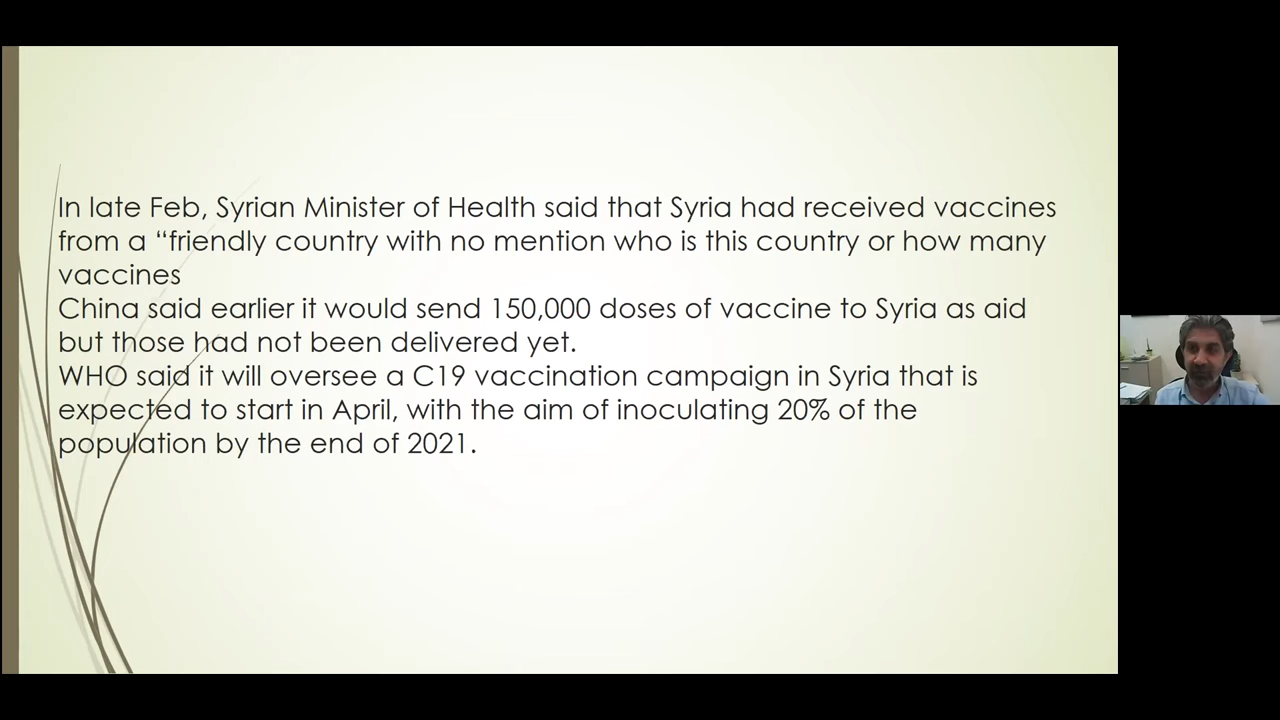 In late Feb, Syrian Minister of Health said that Syria had received vaccines
from a “friendly country with no mention who is this country or how many
vaccines
China said earlier it would send 150,000 doses of vaccine to Syria as aid
but those had not been delivered yet.
WHO said it will oversee a C19 vaccination campaign in Syria that is
expected to start in April, with the aim of inoculating 20% of the
population by the end of 2021.